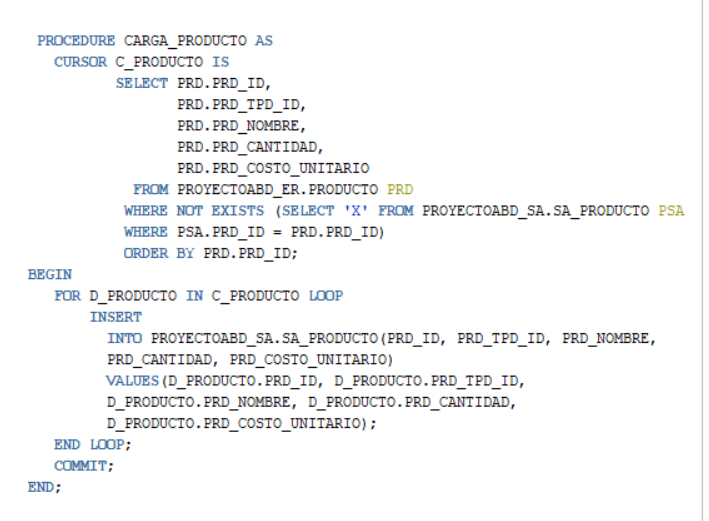 PROCEDURE CARGA_PRODUCTO AS
CURSOR C_PRODUCTO IS
SELECT PRD.PRD_ID,
PRD.PRD_TPD_ID,
PRD.PRD_NOMBRE,
PRD.PRD_CANTIDAD,
PRD.PRD_COSTO_UNITARIO
FROM PROYECTOABD_ER.PRODUCTO PRD
WHERE NOT EXISTS (SELECT 'X' FROM PROYECTOABD_SA.SA_PRODUCTO PSA
WHERE PSA.PRD_ID = PRD.PRD_ID)
ORDER BY PRD.PRD_ID;
BEGIN
FOR D_PRODUCTO IN C_PRODUCTO LOOP
INSERT
INTO PROYECTOABD_SA.SA_PRODUCTO(PRD_ID, PRD_TPD_ID, PRD_NOMBRE,
PRD_CANTIDAD, PRD_COSTO_UNITARIO)
VALUES(D_PRODUCTO.PRD_ID, D_PRODUCTO.PRD_TPD_ID,
D_PRODUCTO.PRD_NOMBRE, D_PRODUCTO.PRD_CANTIDAD,
D_PRODUCTO.PRD_COSTO_UNITARIO);
END LOOP;
COMMIT;
END;